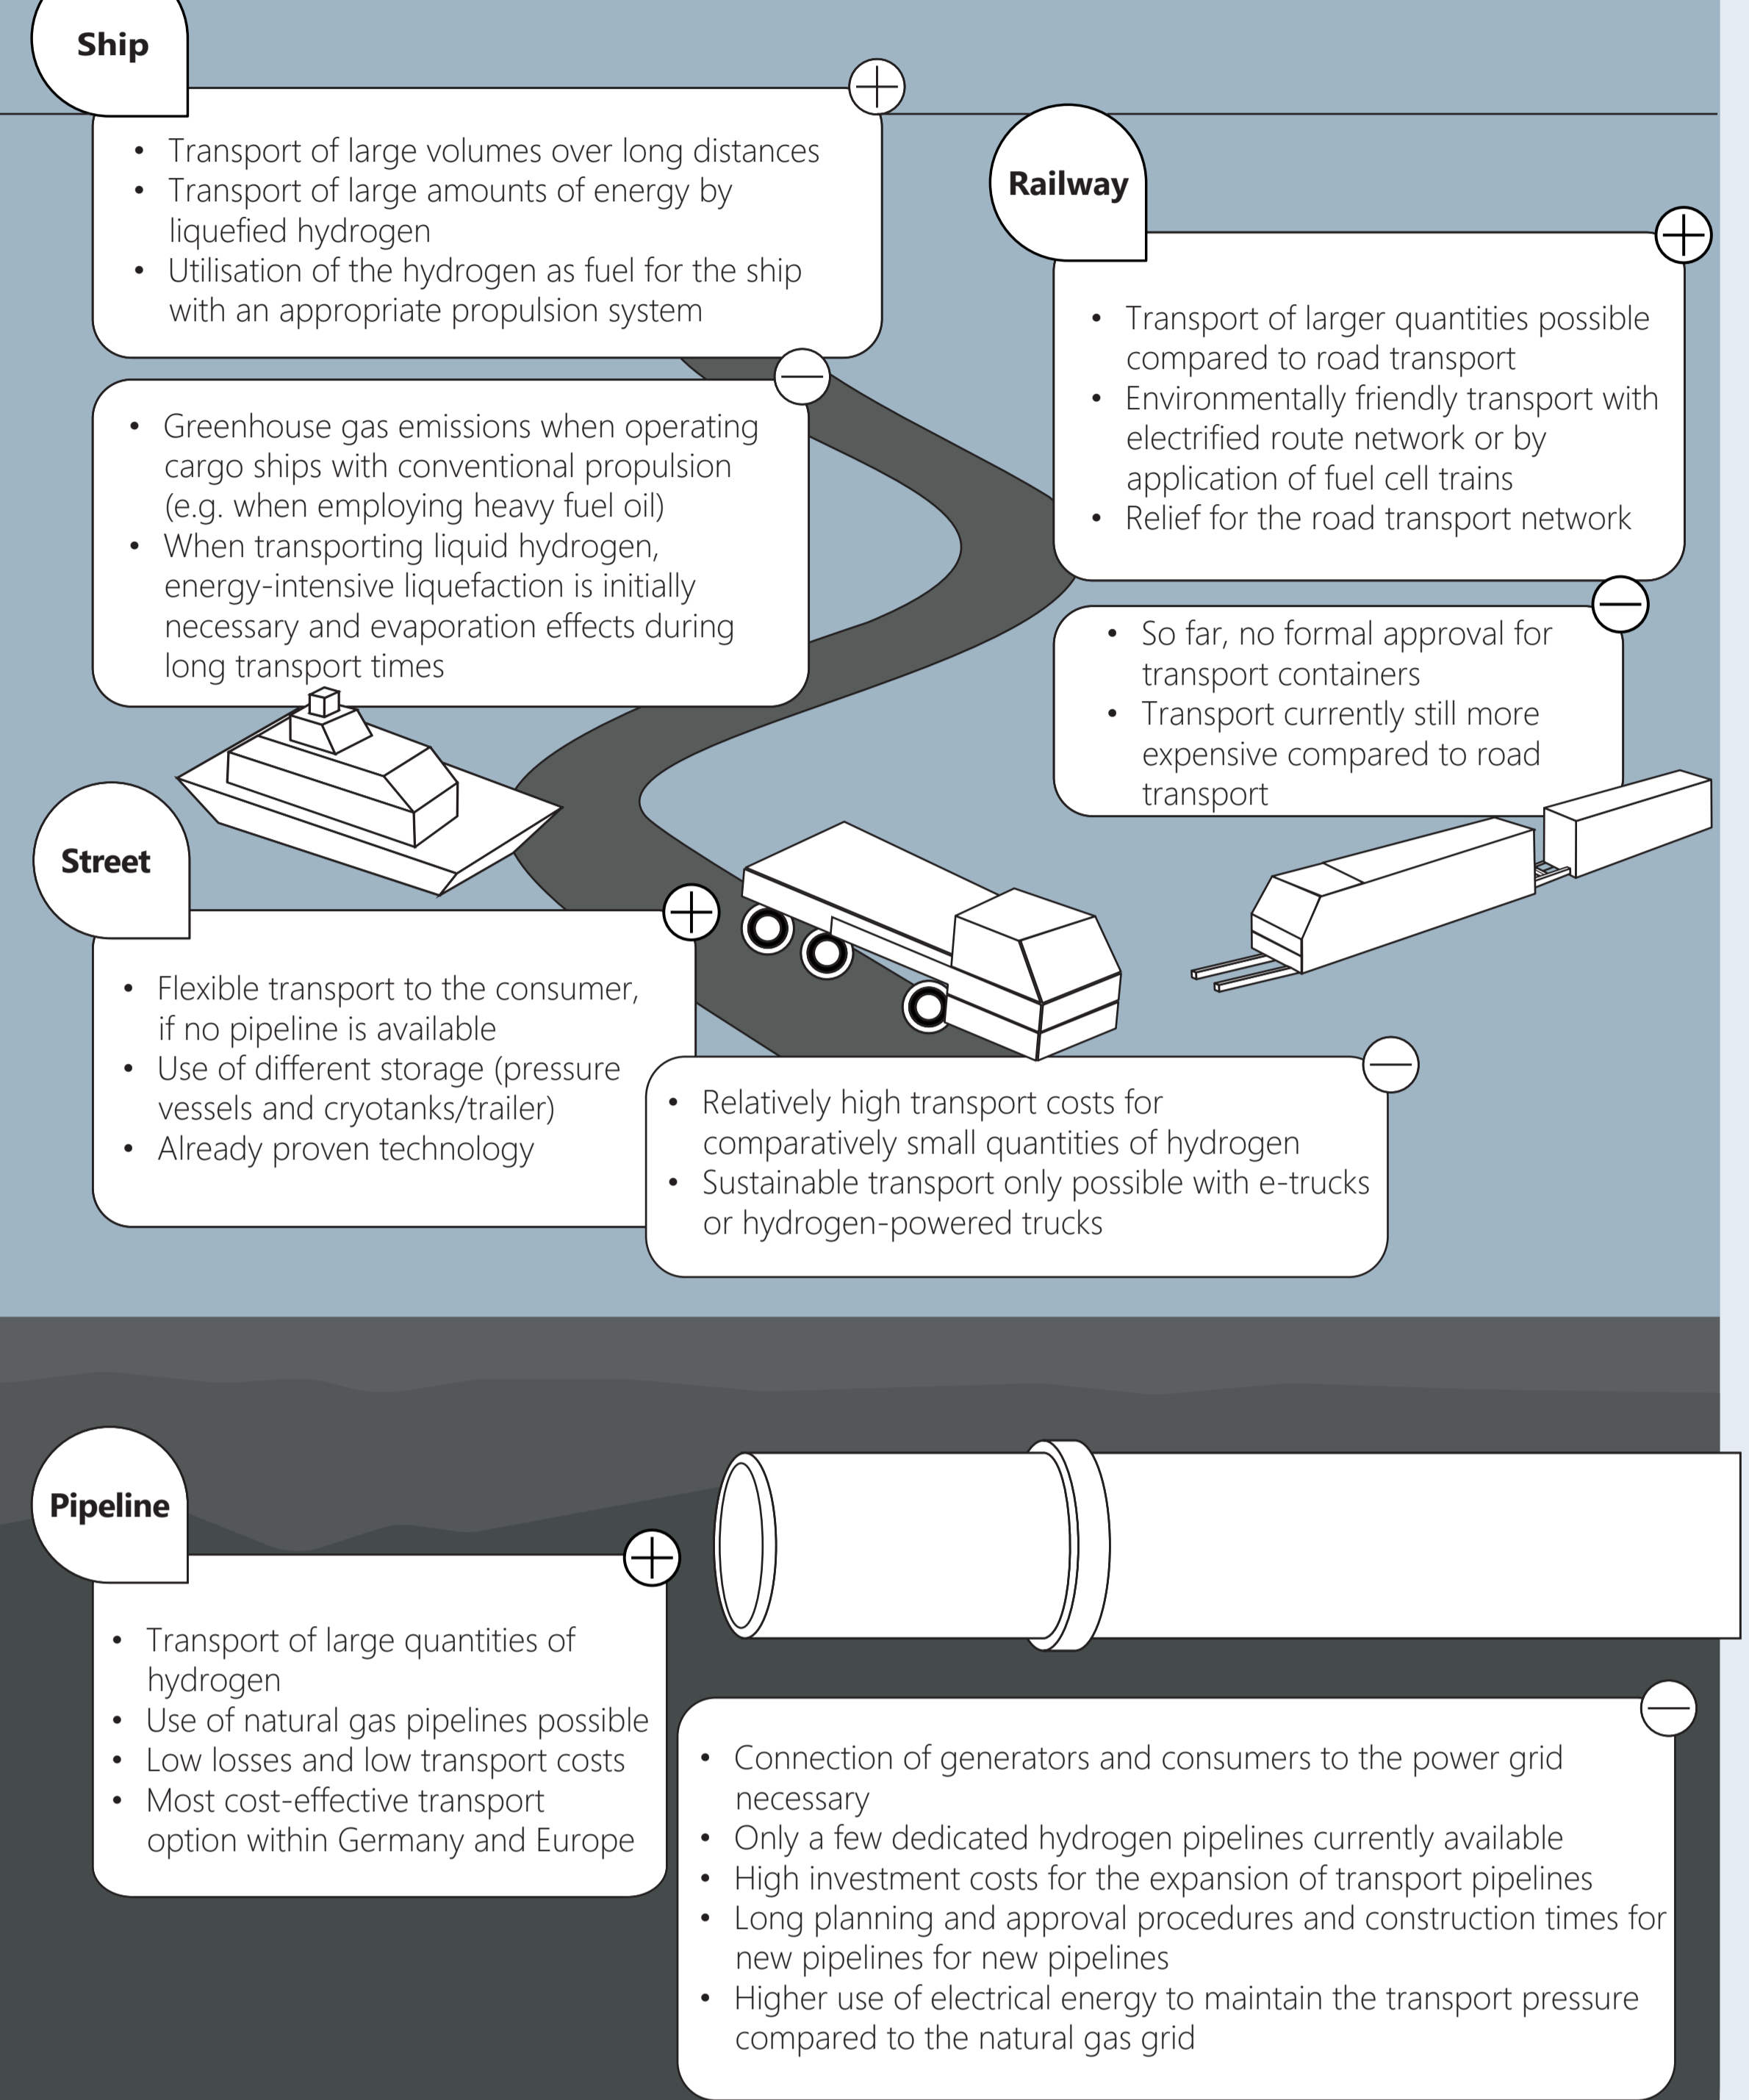 Ship
• Transport of large volumes over long distances
• Transport of large amounts of energy by
liquefied hydrogen
• Utilisation of the hydrogen as fuel for the ship
with an appropriate propulsion system
• Greenhouse gas emissions when operating
cargo ships with conventional propulsion
(e.g. when employing heavy fuel oil)
• When transporting liquid hydrogen,
energy-intensive liquefaction is initially
necessary and evaporation effects during
long transport times
Railway
• Transport of larger quantities possible
compared to road transport
• Environmentally friendly transport with
electrified route network or by
application of fuel cell trains
• Relief for the road transport network
• So far, no formal approval for
transport containers
• Transport currently still more
expensive compared to road
transport
Street
• Flexible transport to the consumer,
if no pipeline is available
• Use of different storage (pressure
vessels and cryotanks/trailer)
• Already proven technology
• Relatively high transport costs for
comparatively small quantities of hydrogen
• Sustainable transport only possible with e-trucks
or hydrogen-powered trucks
Pipeline
• Transport of large quantities of
hydrogen
• Use of natural gas pipelines possible
• Low losses and low transport costs
• Most cost-effective transport
option within Germany and Europe
• Connection of generators and consumers to the power grid
necessary
• Only a few dedicated hydrogen pipelines currently available
• High investment costs for the expansion of transport pipelines
• Long planning and approval procedures and construction times for
new pipelines for new pipelines
• Higher use of electrical energy to maintain the transport pressure
compared to the natural gas grid